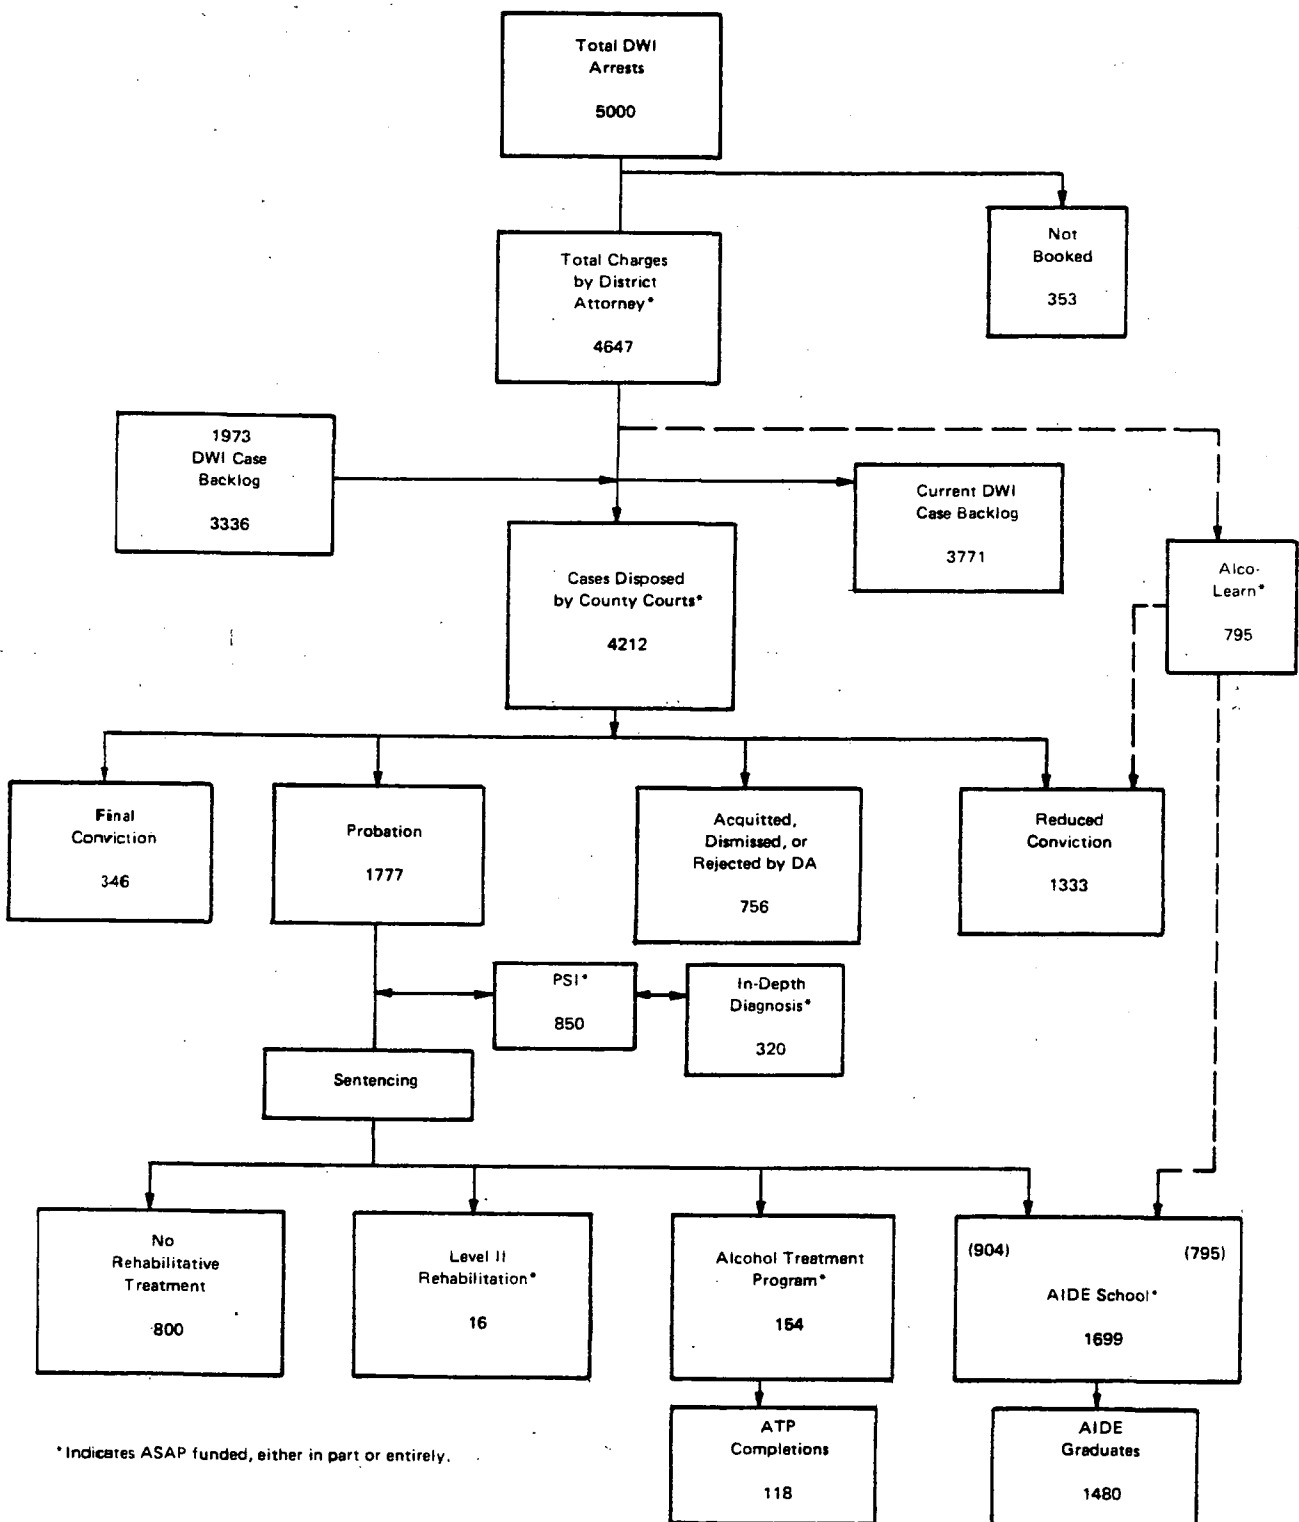 Total DWI
Arrests
5000
Not
Booked
353
Total Charges
by District
Attorney*
4647
1973
DWI Case
Backlog
3336
Current DWI
Case Backlog
3771
Cases Disposed
by County Courts*
4212
Alco-
Learn*
795
Final
Conviction
346
Probation
1777
Acquitted,
Dismissed, or
Rejected by DA
756
Reduced
Conviction
1333
PSI*
850
In-Depth
Diagnosis*
320
Sentencing
No
Rehabilitative
Treatment
800
Level II
Rehabilitation*
16
Alcohol Treatment
Program*
154
(904) (795)
AIDE School*
1699
ATP
Completions
118
AIDE
Graduates
1480
*Indicates ASAP funded, either in part or entirely.